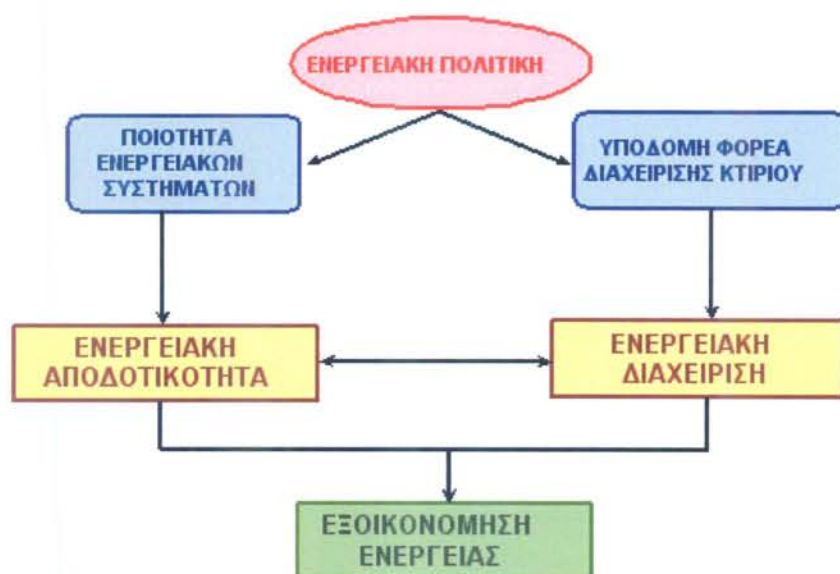 ΕΝΕΡΓΕΙΑΚΗ ΠΟΛΙΤΙΚΗ
ΠΟΙΟΤΗΤΑ
ΕΝΕΡΓΕΙΑΚΩΝ
ΣΥΣΤΗΜΑΤΩΝ
ΥΠΟΔΟΜΗ ΦΟΡΕΑ
ΔΙΑΧΕΙΡΙΣΗΣ ΚΤΙΡΙΟΥ
ΕΝΕΡΓΕΙΑΚΗ
ΑΠΟΔΟΤΙΚΟΤΗΤΑ
ΕΝΕΡΓΕΙΑΚΗ
ΔΙΑΧΕΙΡΙΣΗ
ΕΞΟΙΚΟΝΟΜΗΣΗ
ΕΝΕΡΓΕΙΑΣ